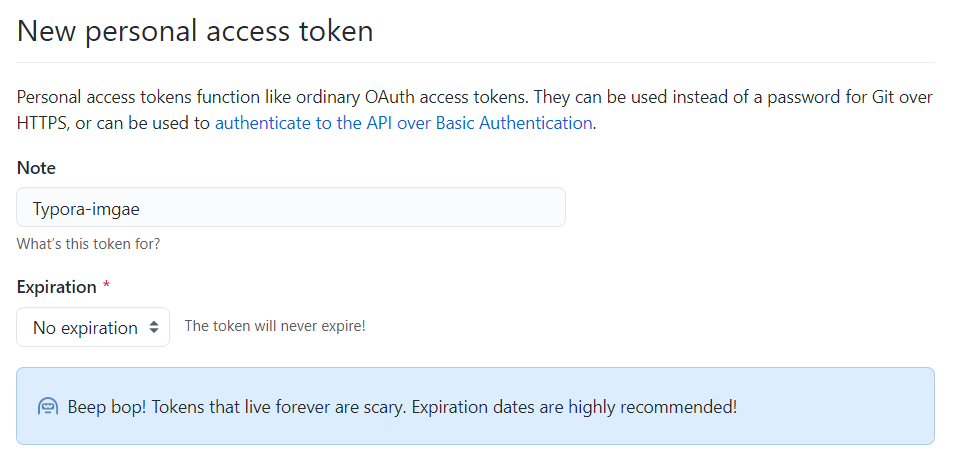 New personal access token
Personal access tokens function like ordinary OAuth access tokens. They can be used instead of a password for Git over
HTTPS, or can be used to authenticate to the API over Basic Authentication.
Note
Typora-imgae
What's this token for?
Expiration *
No expiration The token will never expire!
Beep bop! Tokens that live forever are scary. Expiration dates are highly recommended!